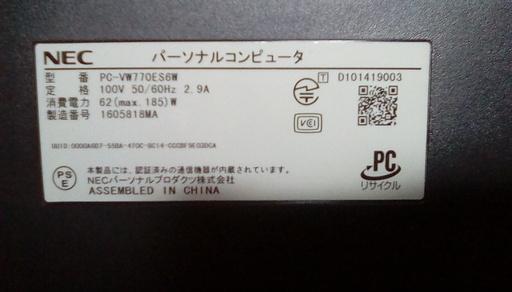 NEC パーソナルコンピュータ
型 番 PC-VW770ES6W
定 格 100V 50/60Hz 2.9A
消費電力 62(max.185)W
製造番号 1605818MA
T D101419003
VCCI
PS E
本製品には、認証済みの通信機器が内蔵されています。
NECパーソナルプロダクツ株式会社
ASSEMBLED IN CHINA
PC
リサイクル